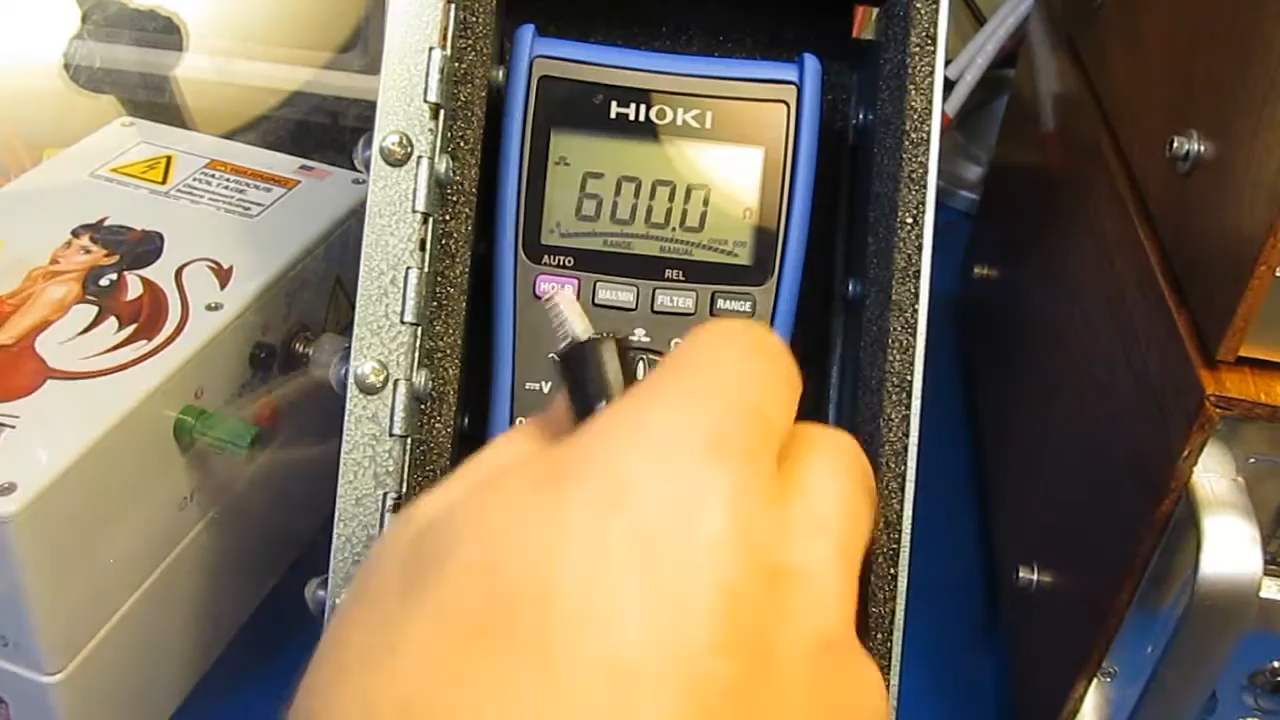 HIOKI
600.0
Ω
OVER 600
RANGE MANUAL
AUTO
REL
HOLD
MAX/MIN
FILTER
RANGE
V
WARNING
HAZARDOUS
VOLTAGE